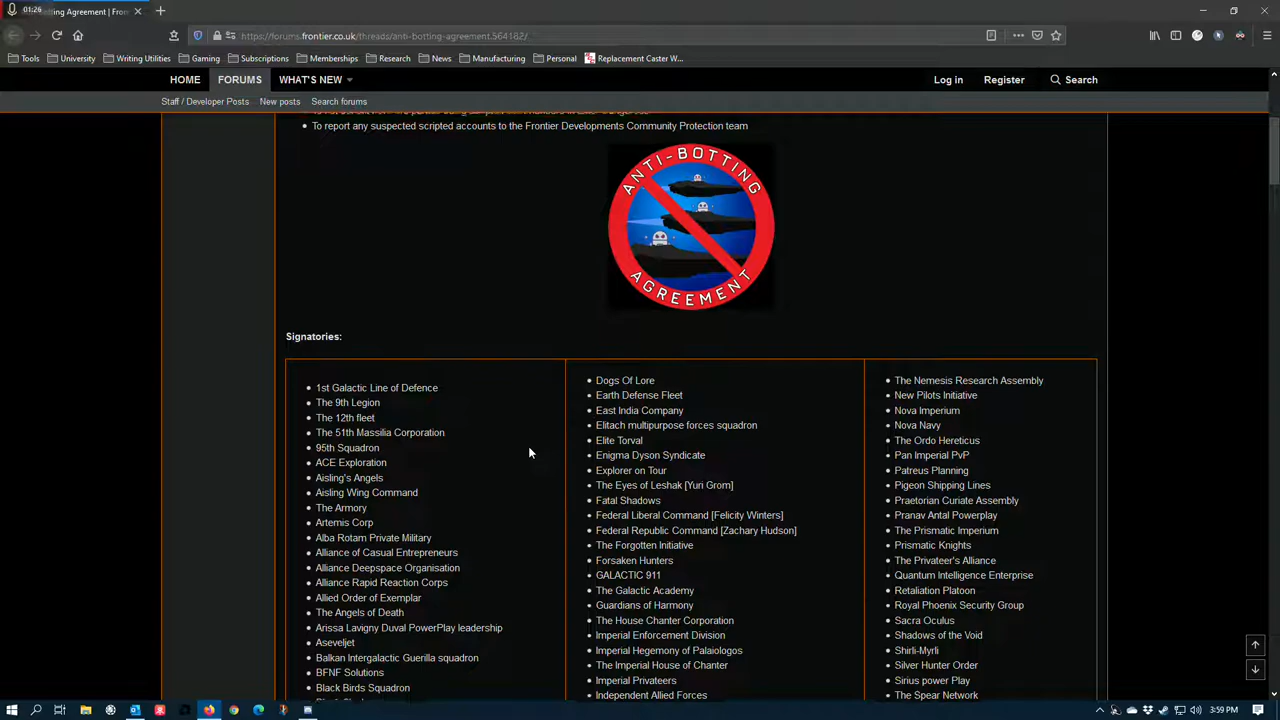 01:26
Botting Agreement | Fron
https://forums.frontier.co.uk/threads/anti-botting-agreement.564182/
Tools
University
Writing Utilities
Gaming
Subscriptions
Memberships
Research
News
Manufacturing
Personal
Replacement Caster W...
HOME
FORUMS
WHAT'S NEW
Log in
Register
Search
Staff / Developer Posts
New posts
Search forums
To report any suspected scripted accounts to the Frontier Developments Community Protection team
ANTI-BOTTING
AGREEMENT
Signatories:
1st Galactic Line of Defence
The 9th Legion
The 12th fleet
The 51th Massilia Corporation
95th Squadron
ACE Exploration
Aisling's Angels
Aisling Wing Command
The Armory
Artemis Corp
Alba Rotam Private Military
Alliance of Casual Entrepreneurs
Alliance Deepspace Organisation
Alliance Rapid Reaction Corps
Allied Order of Exemplar
The Angels of Death
Arissa Lavigny Duval PowerPlay leadership
Aseveljet
Balkan Intergalactic Guerilla squadron
BFNF Solutions
Black Birds Squadron
Dogs Of Lore
Earth Defense Fleet
East India Company
Elitach multipurpose forces squadron
Elite Torval
Enigma Dyson Syndicate
Explorer on Tour
The Eyes of Leshak [Yuri Grom]
Fatal Shadows
Federal Liberal Command [Felicity Winters]
Federal Republic Command [Zachary Hudson]
The Forgotten Initiative
Forsaken Hunters
GALACTIC 911
The Galactic Academy
Guardians of Harmony
The House Chanter Corporation
Imperial Enforcement Division
Imperial Hegemony of Palaiologos
The Imperial House of Chanter
Imperial Privateers
Independent Allied Forces
The Nemesis Research Assembly
New Pilots Initiative
Nova Imperium
Nova Navy
The Ordo Hereticus
Pan Imperial PvP
Patreus Planning
Pigeon Shipping Lines
Praetorian Curiate Assembly
Pranav Antal Powerplay
The Prismatic Imperium
Prismatic Knights
The Privateer's Alliance
Quantum Intelligence Enterprise
Retaliation Platoon
Royal Phoenix Security Group
Sacra Oculus
Shadows of the Void
Shirli-Myrli
Silver Hunter Order
Sirius power Play
The Spear Network
3:59 PM